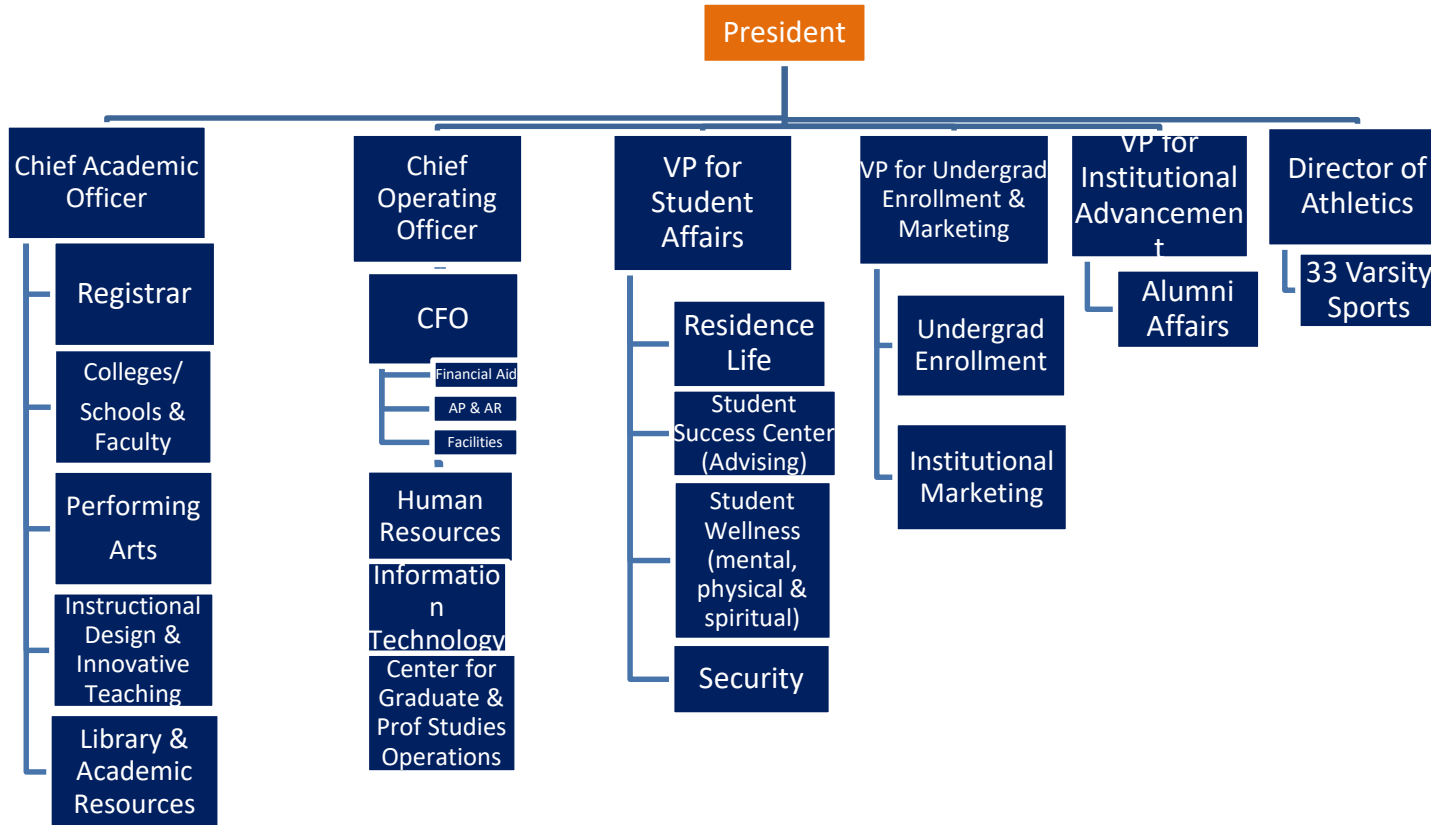 President
Chief Academic
Officer
Registrar
Colleges/
Schools &
Faculty
Performing
Arts
Instructional
Design &
Innovative
Teaching
Library &
Academic
Resources
Chief
Operating
Officer
CFO
Financial Aid
AP & AR
Facilities
Human
Resources
Informatio
n
Technology
Center for
Graduate &
Prof Studies
Operations
VP for
Student
Affairs
Residence
Life
Student
Success Center
(Advising)
Student
Wellness
(mental,
physical &
spiritual)
Security
VP for Undergrad
Enrollment &
Marketing
Undergrad
Enrollment
Institutional
Marketing
VP for
Institutional
Advancemen
t
Alumni
Affairs
Director of
Athletics
33 Varsity
Sports